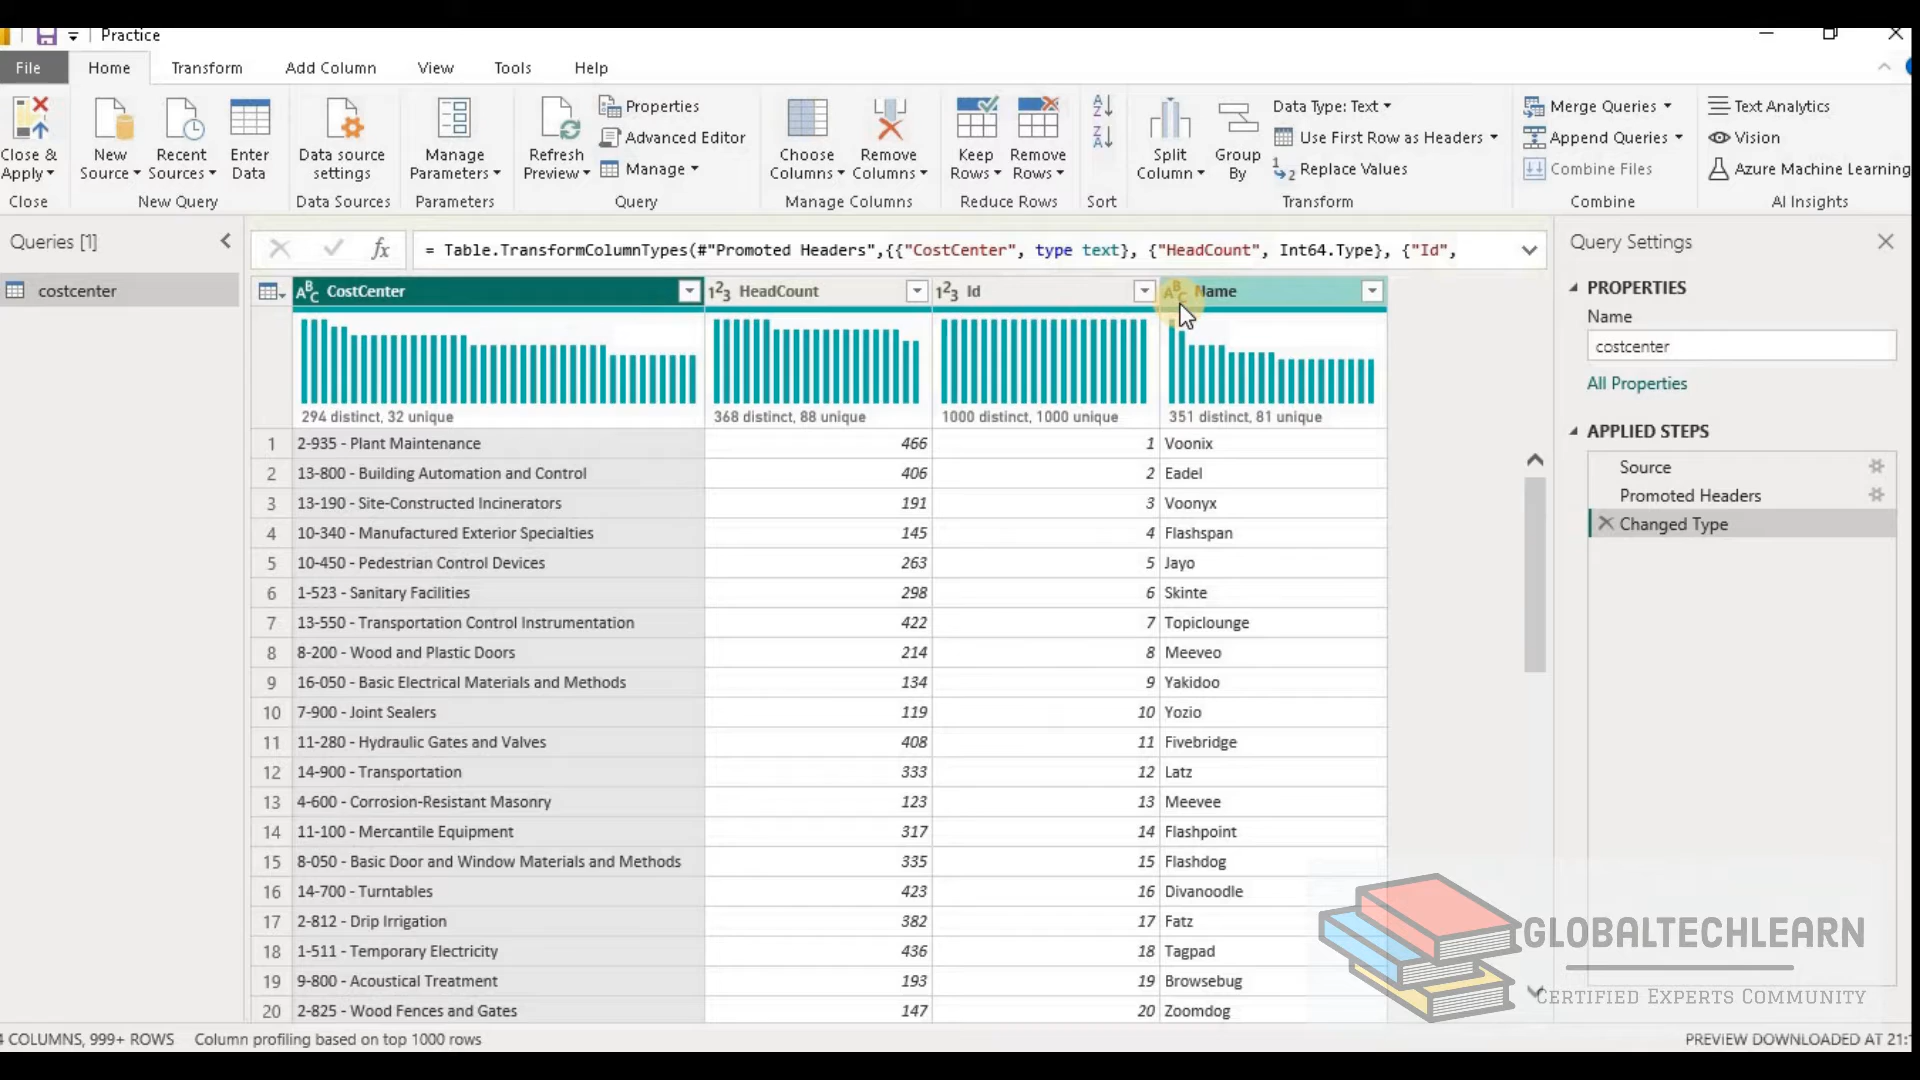 Practice
File Home Transform Add Column View Tools Help
Close & Apply
New Source
Recent Sources
Enter Data
Data source settings
Manage Parameters
Refresh Preview
Properties
Advanced Editor
Manage
Choose Columns
Remove Columns
Keep Rows
Remove Rows
Split Column
Group By
Data Type: Text
Use First Row as Headers
Replace Values
Merge Queries
Append Queries
Combine Files
Text Analytics
Vision
Azure Machine Learning
Close New Query Data Sources Parameters Query Manage Columns Reduce Rows Sort Transform Combine AI Insights
Queries [1]
costcenter
fx = Table.TransformColumnTypes(#"Promoted Headers",{{"CostCenter", type text}, {"HeadCount", Int64.Type}, {"Id",
ABC CostCenter 123 HeadCount 123 Id ABC Name
294 distinct, 32 unique 368 distinct, 88 unique 1000 distinct, 1000 unique 351 distinct, 81 unique
1 2-935 - Plant Maintenance 466 1 Voonix
2 13-800 - Building Automation and Control 406 2 Eadel
3 13-190 - Site-Constructed Incinerators 191 3 Voonyx
4 10-340 - Manufactured Exterior Specialties 145 4 Flashspan
5 10-450 - Pedestrian Control Devices 263 5 Jayo
6 1-523 - Sanitary Facilities 298 6 Skinte
7 13-550 - Transportation Control Instrumentation 422 7 Topiclounge
8 8-200 - Wood and Plastic Doors 214 8 Meeveo
9 16-050 - Basic Electrical Materials and Methods 134 9 Yakidoo
10 7-900 - Joint Sealers 119 10 Yozio
11 11-280 - Hydraulic Gates and Valves 408 11 Fivebridge
12 14-900 - Transportation 333 12 Latz
13 4-600 - Corrosion-Resistant Masonry 123 13 Meevee
14 11-100 - Mercantile Equipment 317 14 Flashpoint
15 8-050 - Basic Door and Window Materials and Methods 335 15 Flashdog
16 14-700 - Turntables 423 16 Divanoodle
17 2-812 - Drip Irrigation 382 17 Fatz
18 1-511 - Temporary Electricity 436 18 Tagpad
19 9-800 - Acoustical Treatment 193 19 Browsebug
20 2-825 - Wood Fences and Gates 147 20 Zoomdog
Query Settings
PROPERTIES
Name
costcenter
All Properties
APPLIED STEPS
Source
Promoted Headers
Changed Type
GLOBALTECHLEARN
CERTIFIED EXPERTS COMMUNITY
4 COLUMNS, 999+ ROWS Column profiling based on top 1000 rows PREVIEW DOWNLOADED AT 21: